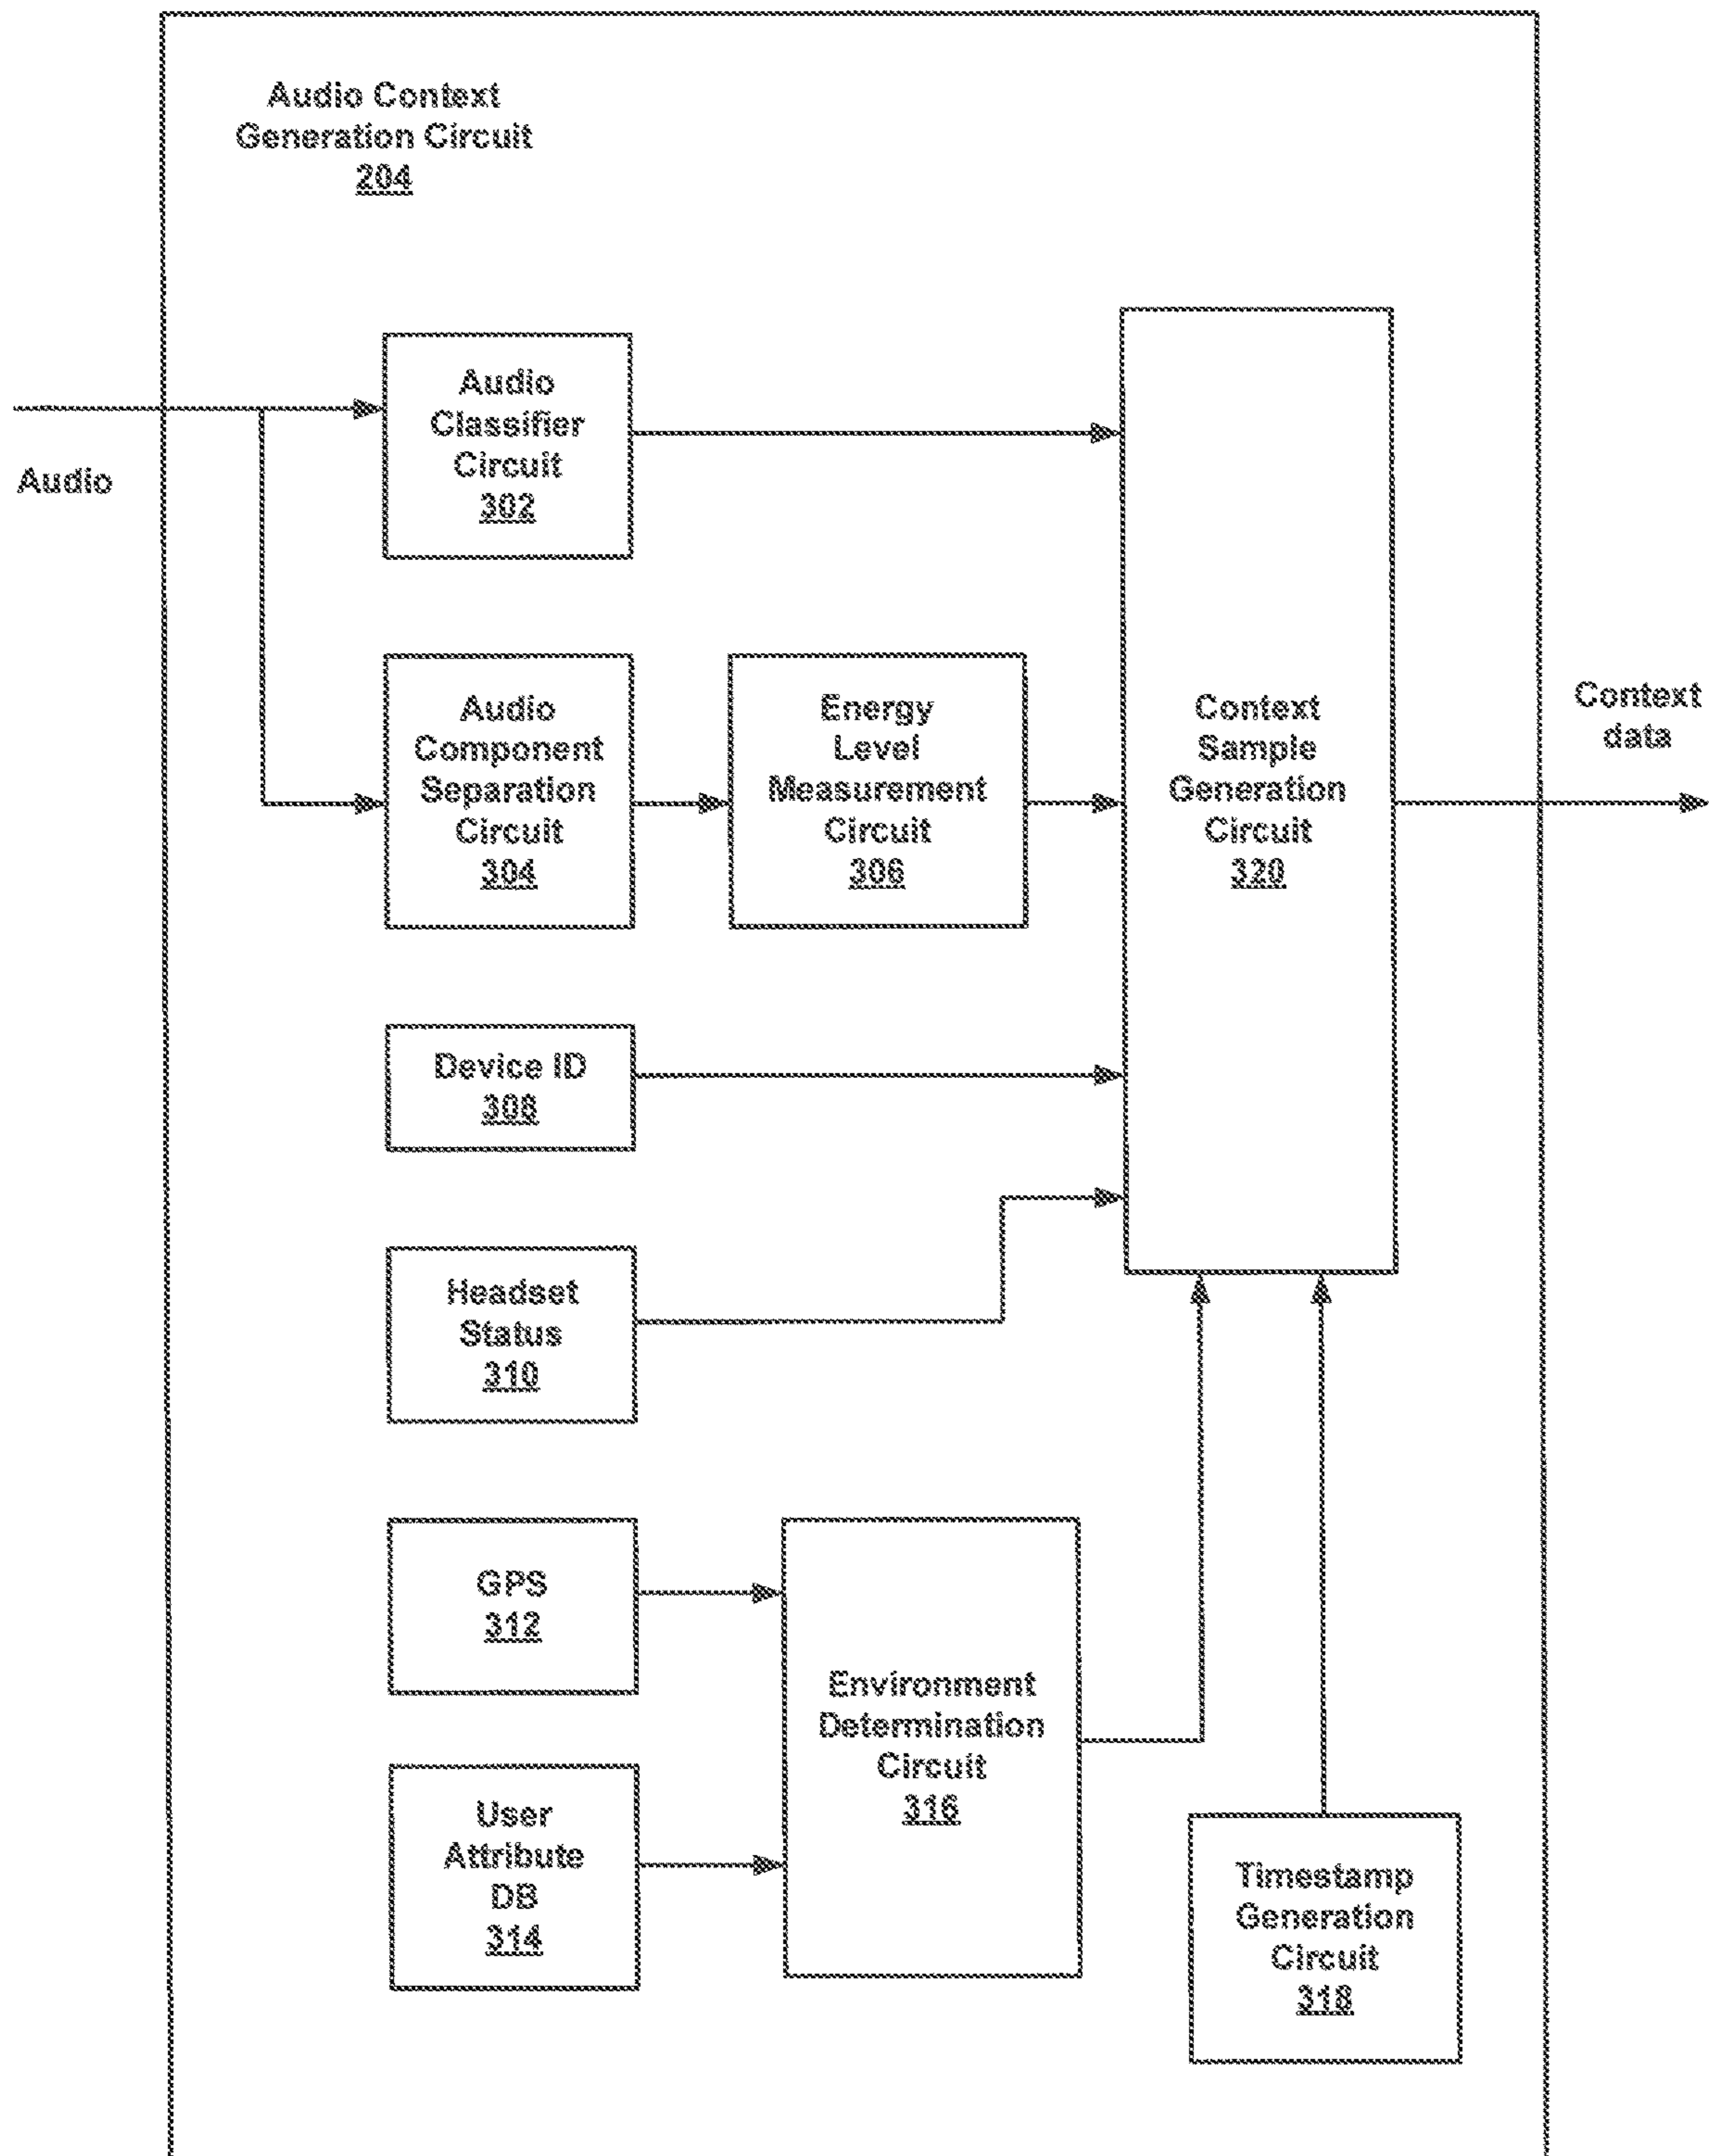 Audio Context
Generation Circuit
204
Audio
Audio
Classifier
Circuit
302
Audio
Component
Separation
Circuit
304
Energy
Level
Measurement
Circuit
306
Context
Sample
Generation
Circuit
320
Context
data
Device ID
308
Headset
Status
310
GPS
312
User
Attribute
DB
314
Environment
Determination
Circuit
316
Timestamp
Generation
Circuit
318